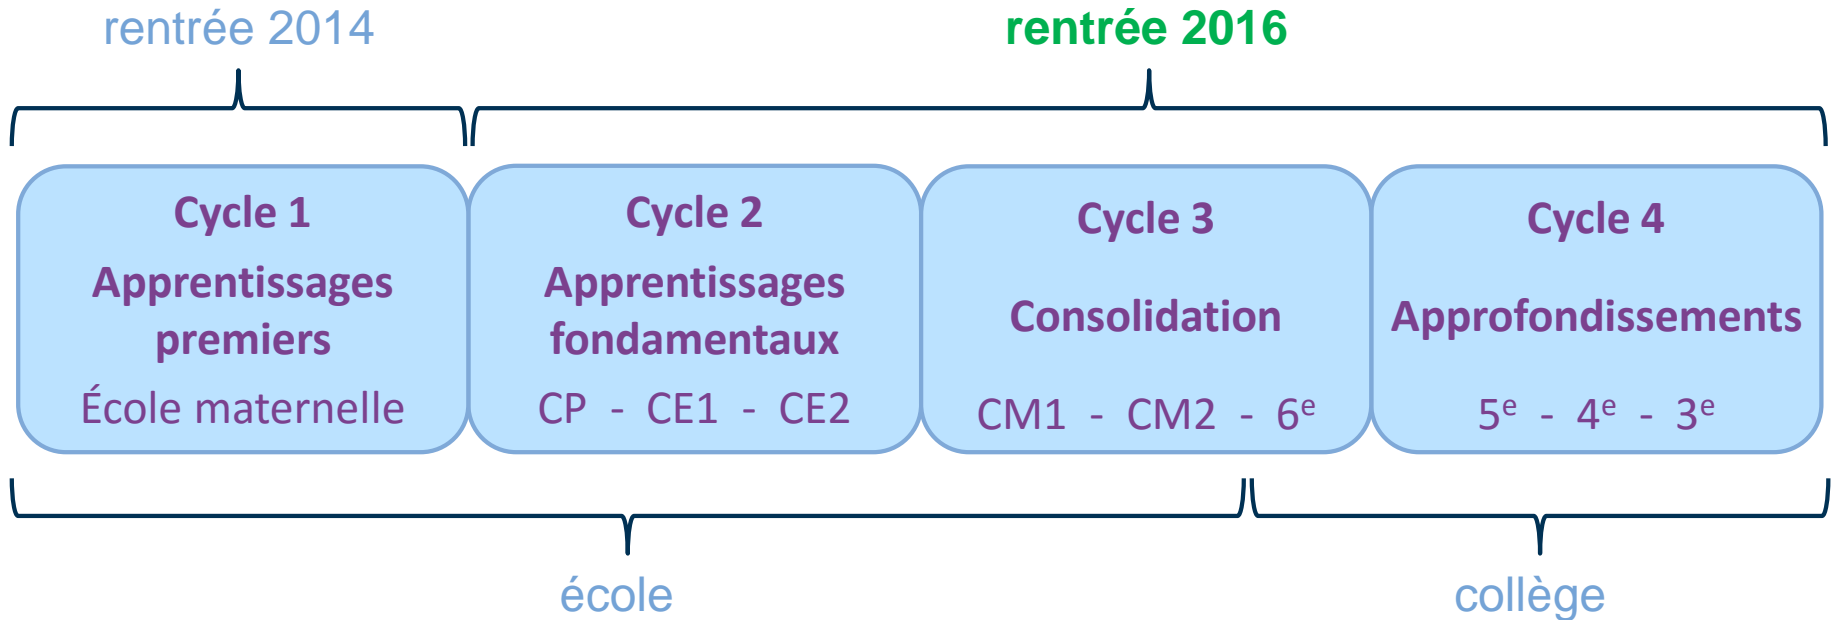 rentrée 2014
rentrée 2016
Cycle 1
Apprentissages
premiers
École maternelle
Cycle 2
Apprentissages
fondamentaux
CP - CE1 - CE2
Cycle 3
Consolidation
CM1 - CM2 - 6e
Cycle 4
Approfondissements
5e - 4e - 3e
école
collège